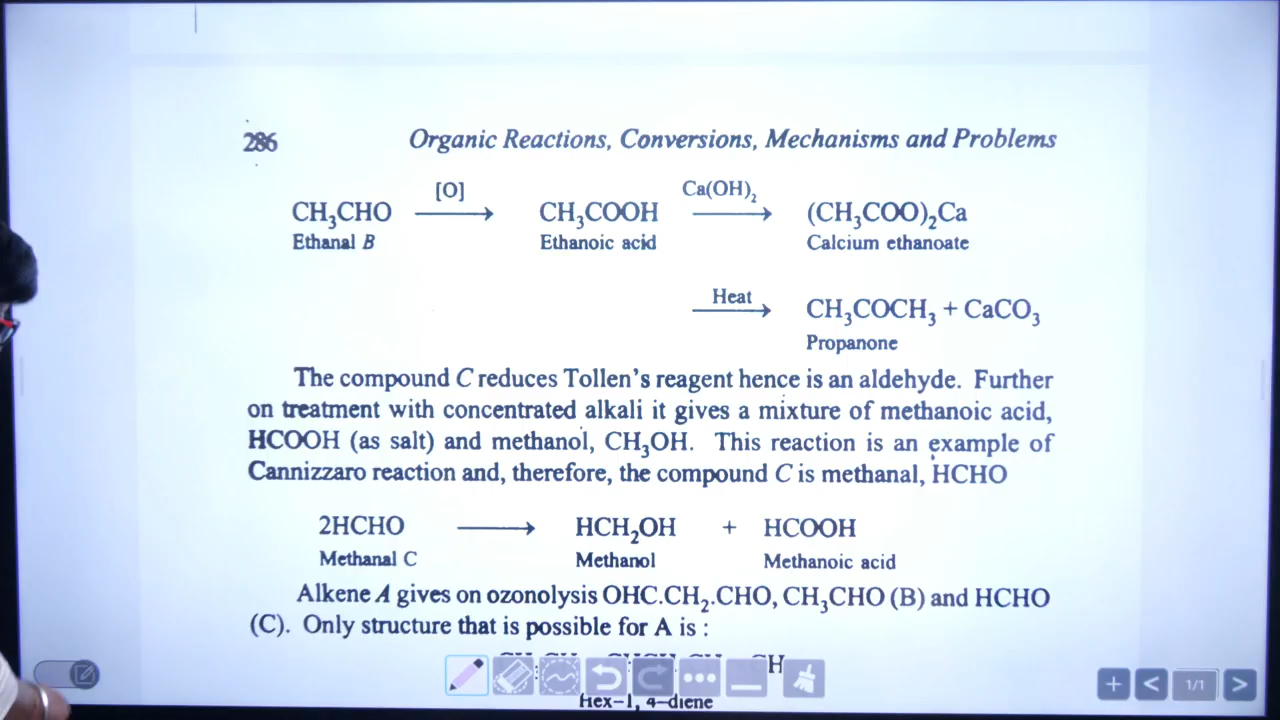 286 Organic Reactions, Conversions, Mechanisms and Problems
[O] Ca(OH)₂
CH₃CHO ⟶ CH₃COOH ⟶ (CH₃COO)₂Ca
Ethanal B Ethanoic acid Calcium ethanoate
Heat
⟶ CH₃COCH₃ + CaCO₃
Propanone
The compound C reduces Tollen's reagent hence is an aldehyde. Further
on treatment with concentrated alkali it gives a mixture of methanoic acid,
HCOOH (as salt) and methanol, CH₃OH. This reaction is an example of
Cannizzaro reaction and, therefore, the compound C is methanal, HCHO
2HCHO ⟶ HCH₂OH + HCOOH
Methanal C Methanol Methanoic acid
Alkene A gives on ozonolysis OHC.CH₂.CHO, CH₃CHO (B) and HCHO
(C). Only structure that is possible for A is :
Hex-1, 4-diene
1/1